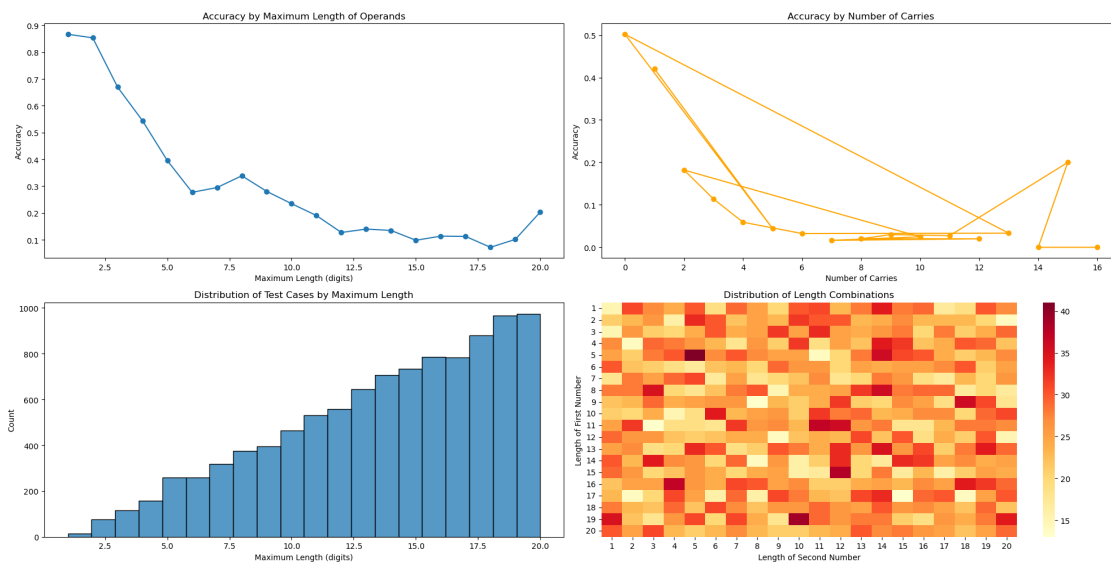 Accuracy by Maximum Length of Operands
Accuracy
0.9
0.8
0.7
0.6
0.5
0.4
0.3
0.2
0.1
2.5 5.0 7.5 10.0 12.5 15.0 17.5 20.0
Maximum Length (digits)
Accuracy by Number of Carries
Accuracy
0.5
0.4
0.3
0.2
0.1
0.0
0 2 4 6 8 10 12 14 16
Number of Carries
Distribution of Test Cases by Maximum Length
Count
1000
800
600
400
200
0
2.5 5.0 7.5 10.0 12.5 15.0 17.5 20.0
Maximum Length (digits)
Distribution of Length Combinations
Length of First Number
1
2
3
4
5
6
7
8
9
10
11
12
13
14
15
16
17
18
19
20
1 2 3 4 5 6 7 8 9 10 11 12 13 14 15 16 17 18 19 20
Length of Second Number
40
35
30
25
20
15